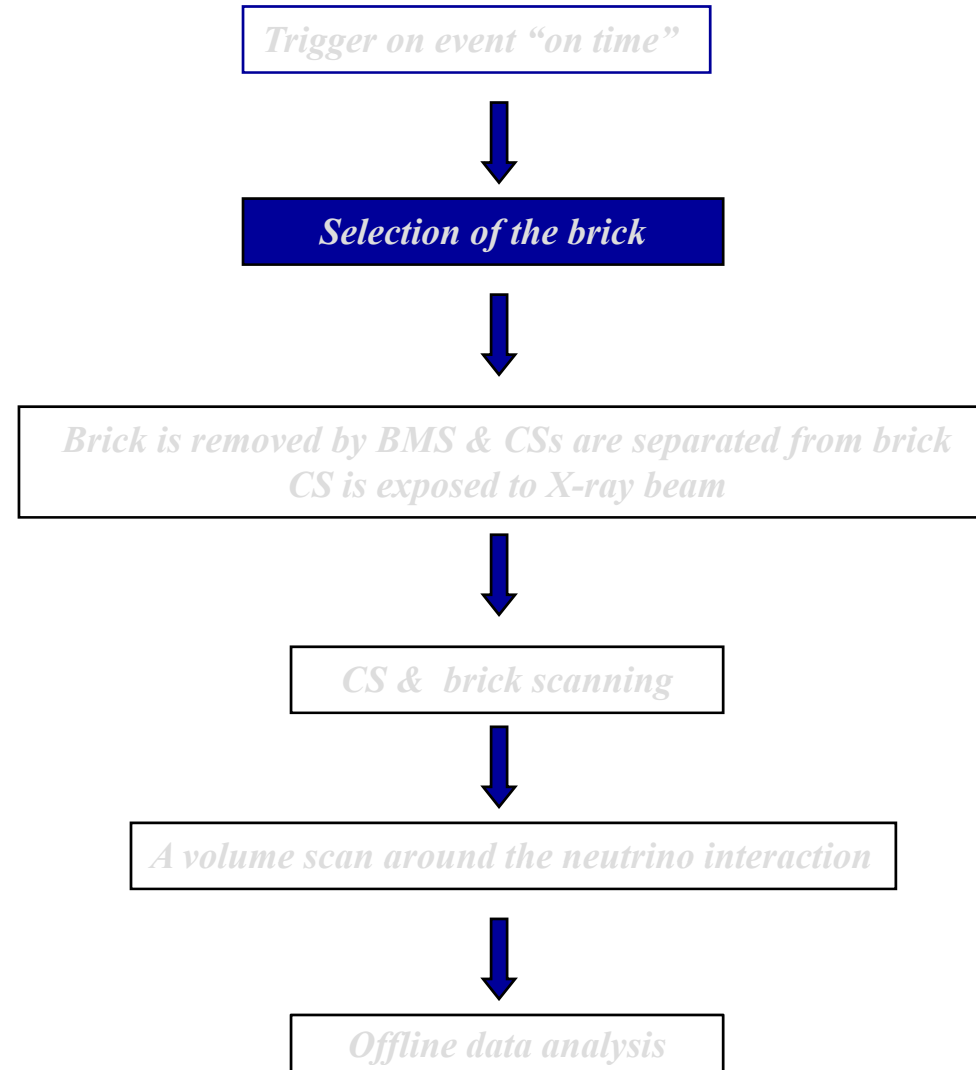 Trigger on event “on time”
Selection of the brick
Brick is removed by BMS & CSs are separated from brick
CS is exposed to X-ray beam
CS & brick scanning
A volume scan around the neutrino interaction
Offline data analysis